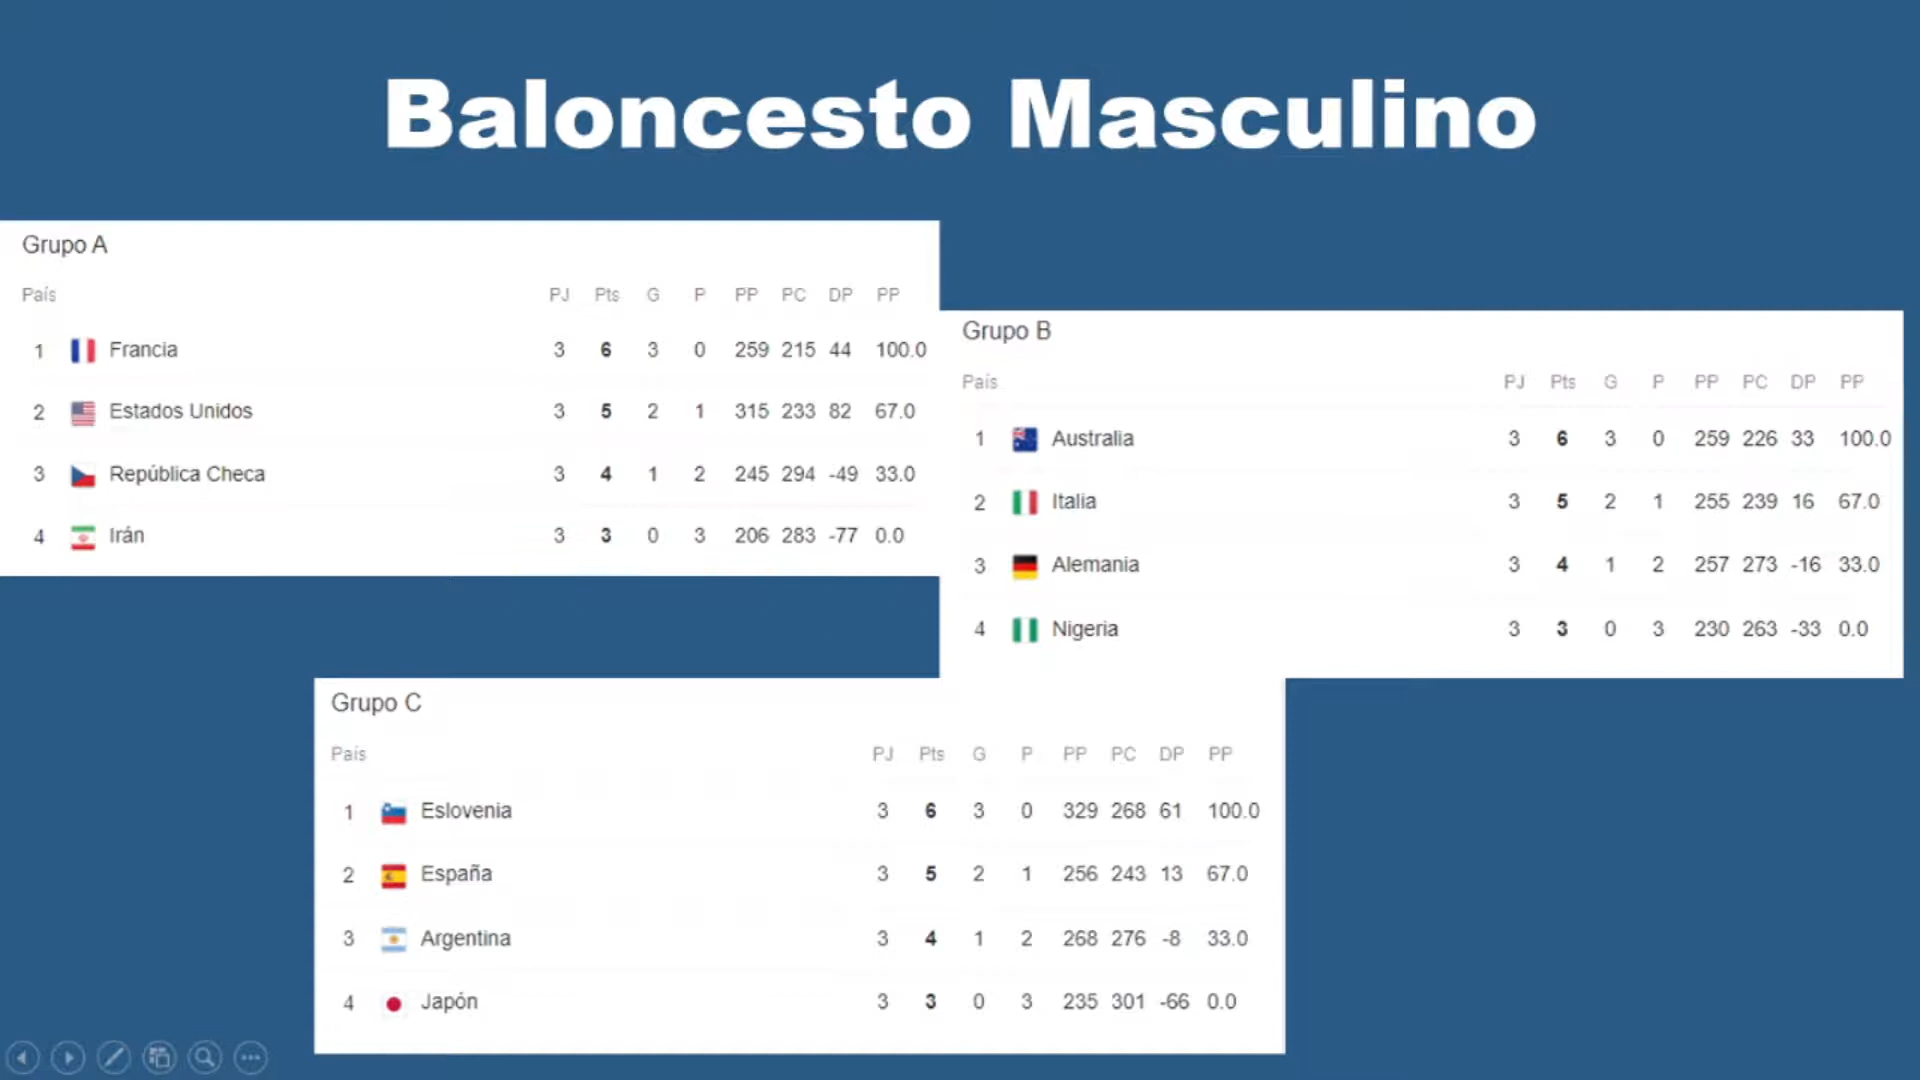 Baloncesto Masculino
Grupo A
País PJ Pts G P PP PC DP PP
1 Francia 3 6 3 0 259 215 44 100.0
2 Estados Unidos 3 5 2 1 315 233 82 67.0
3 República Checa 3 4 1 2 245 294 -49 33.0
4 Irán 3 3 0 3 206 283 -77 0.0
Grupo B
País PJ Pts G P PP PC DP PP
1 Australia 3 6 3 0 259 226 33 100.0
2 Italia 3 5 2 1 255 239 16 67.0
3 Alemania 3 4 1 2 257 273 -16 33.0
4 Nigeria 3 3 0 3 230 263 -33 0.0
Grupo C
País PJ Pts G P PP PC DP PP
1 Eslovenia 3 6 3 0 329 268 61 100.0
2 España 3 5 2 1 256 243 13 67.0
3 Argentina 3 4 1 2 268 276 -8 33.0
4 Japón 3 3 0 3 235 301 -66 0.0